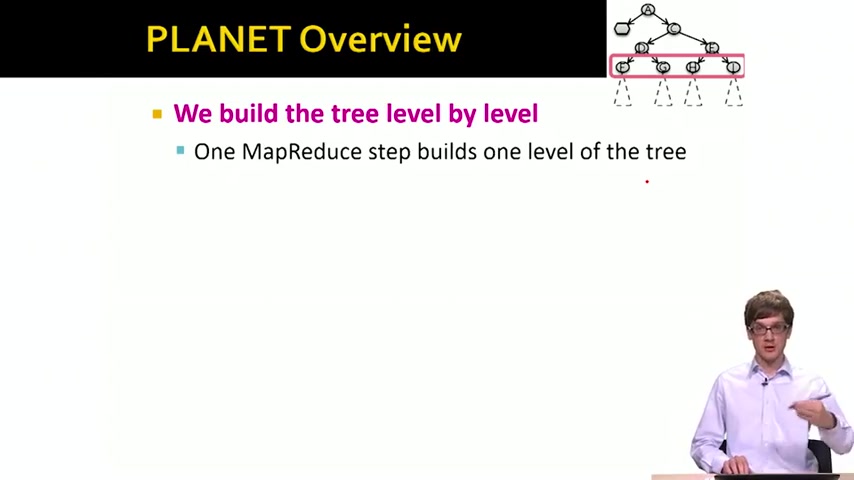 PLANET Overview
A
C
D
E
F
G
H
I
We build the tree level by level
One MapReduce step builds one level of the tree